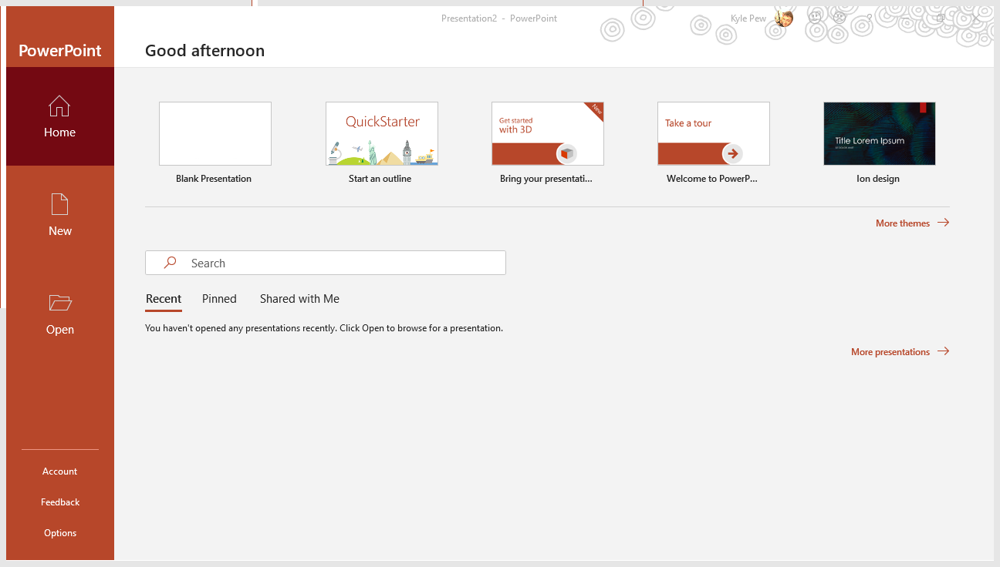 Presentation2 - PowerPoint
Kyle Pew
?
PowerPoint
Good afternoon
Home
New
Open
Account
Feedback
Options
QuickStarter
Get started
with 3D
New
Take a tour
Title Lorem Ipsum
Blank Presentation
Start an outline
Bring your presentati...
Welcome to PowerP...
Ion design
More themes
Search
Recent Pinned Shared with Me
You haven't opened any presentations recently. Click Open to browse for a presentation.
More presentations